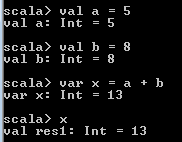 scala> val a = 5
val a: Int = 5
scala> val b = 8
val b: Int = 8
scala> var x = a + b
var x: Int = 13
scala> x
val res1: Int = 13